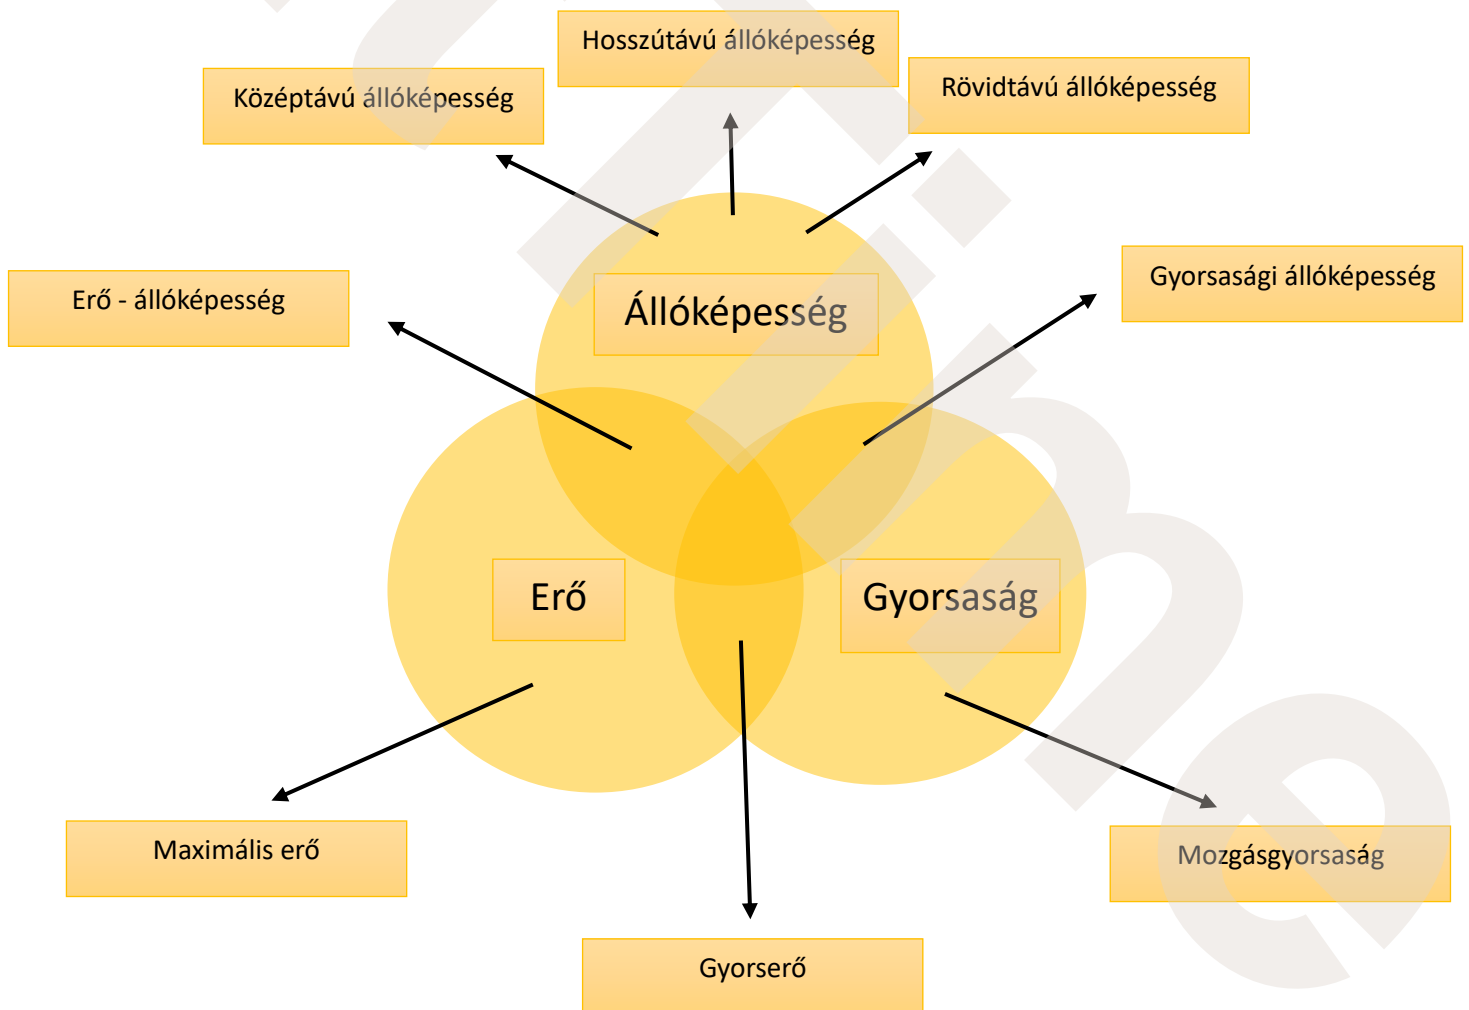 Hosszútávú állóképesség
Középtávú állóképesség
Rövidtávú állóképesség
Erő - állóképesség
Gyorsasági állóképesség
Állóképesség
Erő
Gyorsaság
Maximális erő
Mozgásgyorsaság
Gyorserő